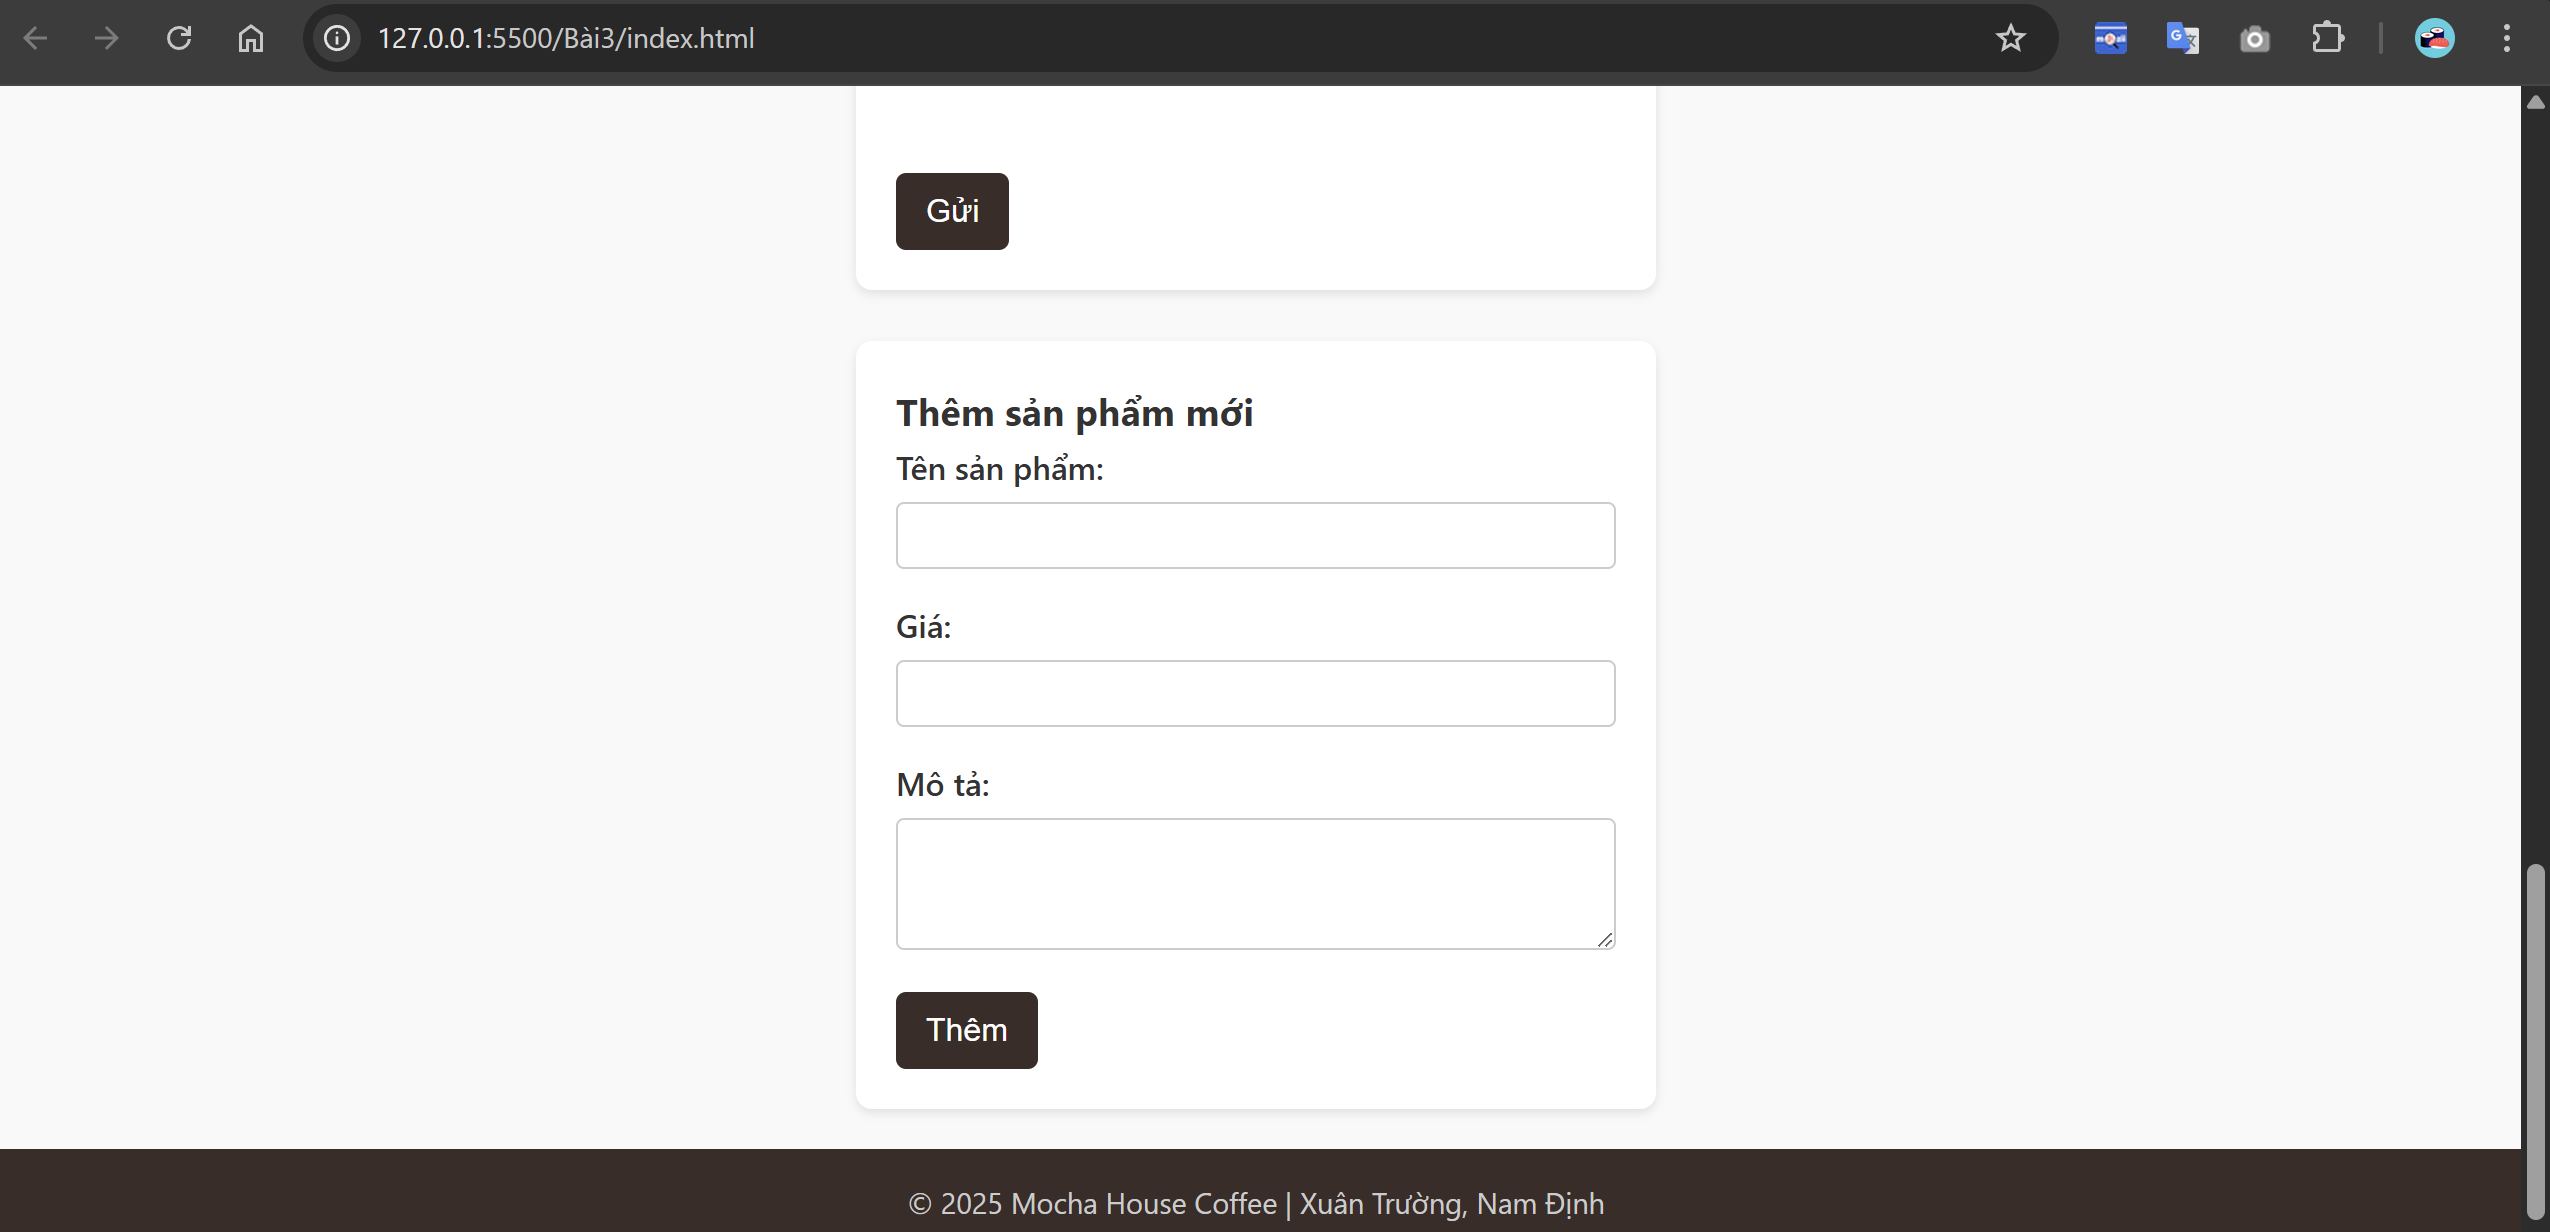 127.0.0.1:5500/Bài3/index.html
Gửi
Thêm sản phẩm mới
Tên sản phẩm:
Giá:
Mô tả:
Thêm
© 2025 Mocha House Coffee | Xuân Trường, Nam Định